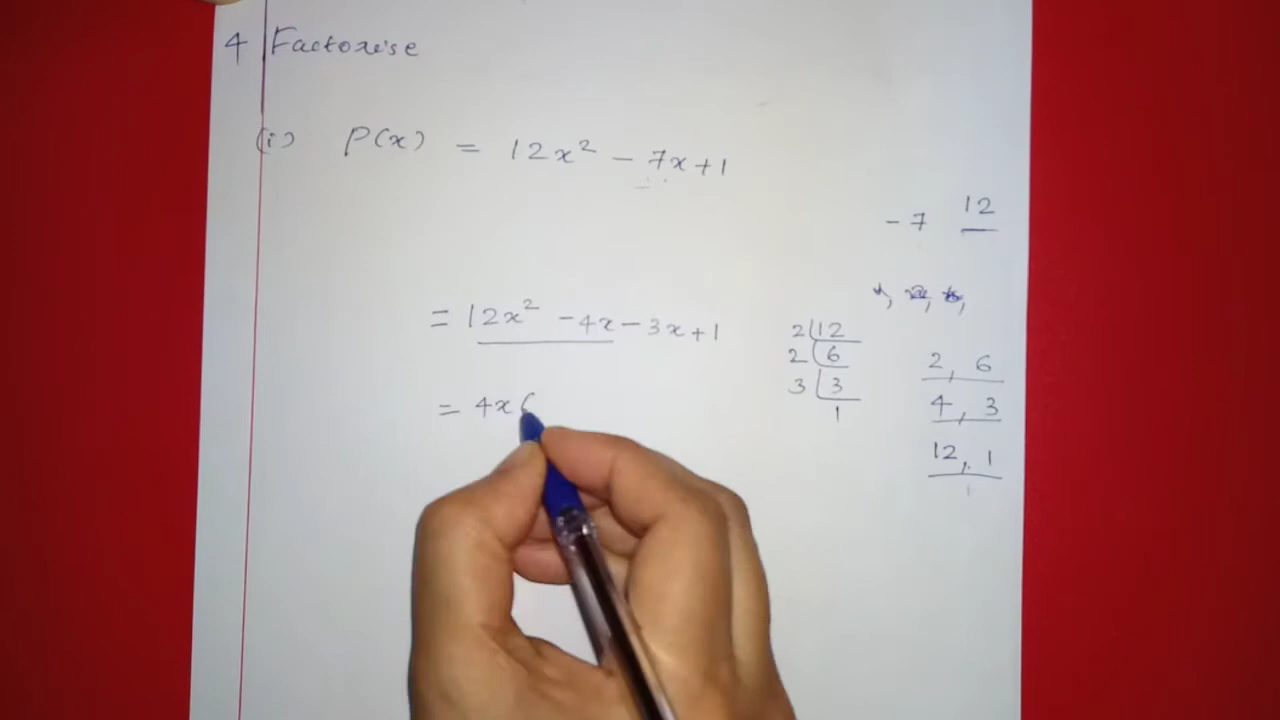 4 Factorise
(i) P(x) = 12x² - 7x + 1
- 7 12
= 12x² - 4x - 3x + 1
2 12
2 6
3 3
1
2, 6
4, 3
12, 1
= 4x (